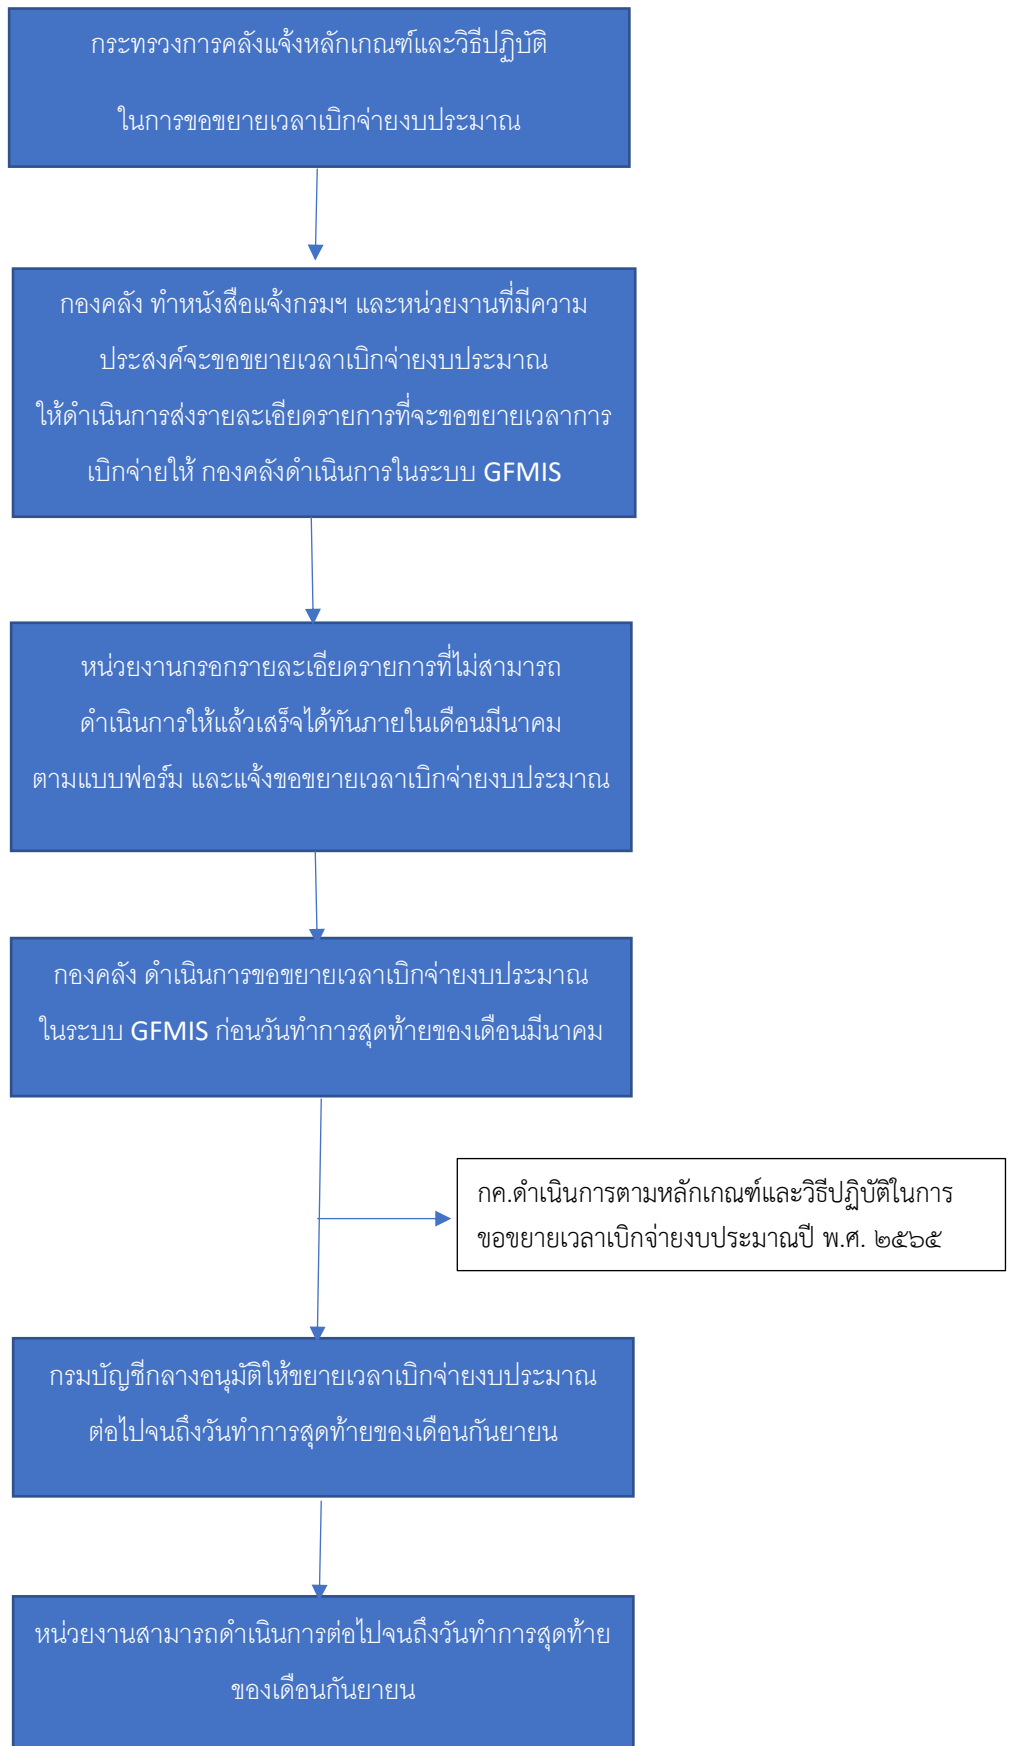 กระทรวงการคลังแจ้งหลักเกณฑ์และวิธีปฏิบัติ
ในการขอขยายเวลาเบิกจ่ายงบประมาณ
กองคลัง ทำหนังสือแจ้งกรมฯ และหน่วยงานที่มีความ
ประสงค์จะขอขยายเวลาเบิกจ่ายงบประมาณ
ให้ดำเนินการส่งรายละเอียดรายการที่จะขอขยายเวลาการ
เบิกจ่ายให้ กองคลังดำเนินการในระบบ GFMIS
หน่วยงานกรอกรายละเอียดรายการที่ไม่สามารถ
ดำเนินการให้แล้วเสร็จได้ทันภายในเดือนมีนาคม
ตามแบบฟอร์ม และแจ้งขอขยายเวลาเบิกจ่ายงบประมาณ
กองคลัง ดำเนินการขอขยายเวลาเบิกจ่ายงบประมาณ
ในระบบ GFMIS ก่อนวันทำการสุดท้ายของเดือนมีนาคม
กค.ดำเนินการตามหลักเกณฑ์และวิธีปฏิบัติในการ
ขอขยายเวลาเบิกจ่ายงบประมาณปี พ.ศ. ๒๕๖๕
กรมบัญชีกลางอนุมัติให้ขยายเวลาเบิกจ่ายงบประมาณ
ต่อไปจนถึงวันทำการสุดท้ายของเดือนกันยายน
หน่วยงานสามารถดำเนินการต่อไปจนถึงวันทำการสุดท้าย
ของเดือนกันยายน